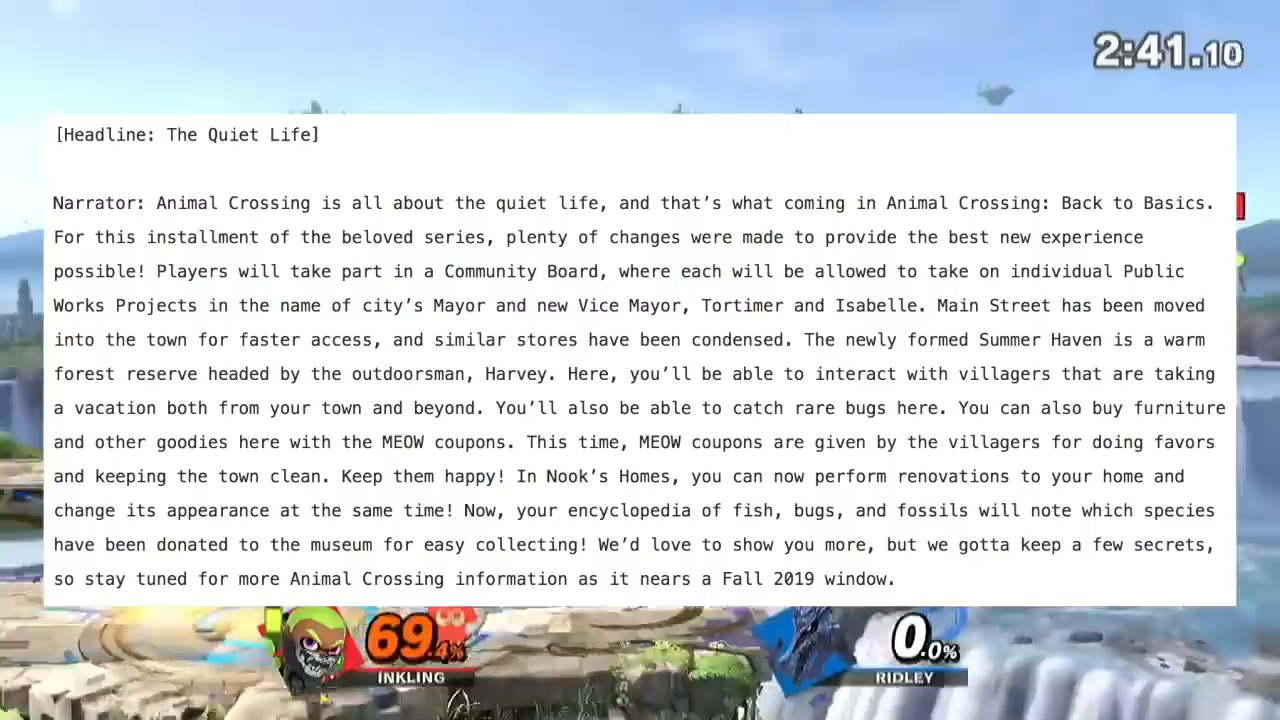 2:41.10
[Headline: The Quiet Life]
Narrator: Animal Crossing is all about the quiet life, and that’s what coming in Animal Crossing: Back to Basics.
For this installment of the beloved series, plenty of changes were made to provide the best new experience
possible! Players will take part in a Community Board, where each will be allowed to take on individual Public
Works Projects in the name of city’s Mayor and new Vice Mayor, Tortimer and Isabelle. Main Street has been moved
into the town for faster access, and similar stores have been condensed. The newly formed Summer Haven is a warm
forest reserve headed by the outdoorsman, Harvey. Here, you’ll be able to interact with villagers that are taking
a vacation both from your town and beyond. You’ll also be able to catch rare bugs here. You can also buy furniture
and other goodies here with the MEOW coupons. This time, MEOW coupons are given by the villagers for doing favors
and keeping the town clean. Keep them happy! In Nook’s Homes, you can now perform renovations to your home and
change its appearance at the same time! Now, your encyclopedia of fish, bugs, and fossils will note which species
have been donated to the museum for easy collecting! We’d love to show you more, but we gotta keep a few secrets,
so stay tuned for more Animal Crossing information as it nears a Fall 2019 window.
69.4%
INKLING
0.0%
RIDLEY